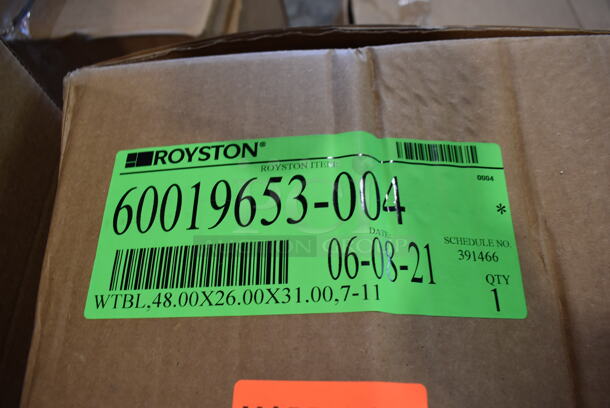 ROYSTON®
ROYSTON ITEM:
0004
60019653-004
*
DATE:
06-08-21
SCHEDULE NO.
391466
QTY
1
WTBL,48.00X26.00X31.00,7-11